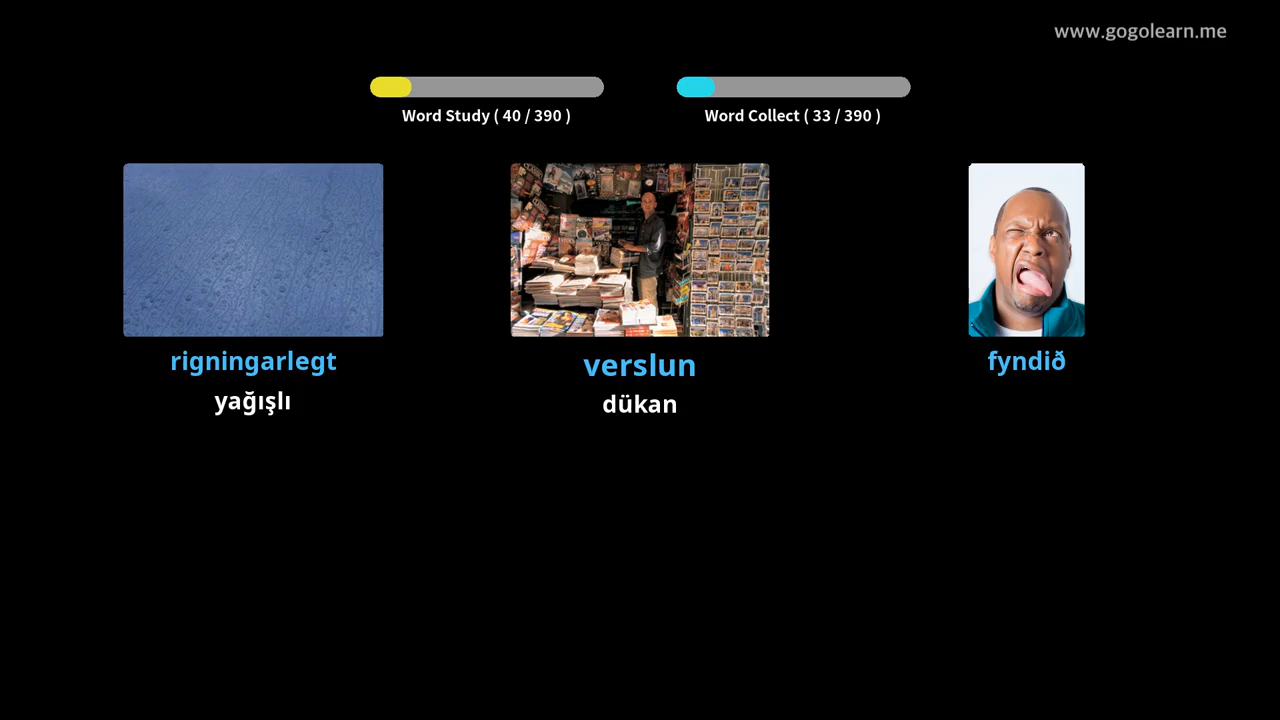 www.gogolearn.me
Word Study ( 40 / 390 )
Word Collect ( 33 / 390 )
rigningarlegt
yağışlı
verslun
dükan
fyndið